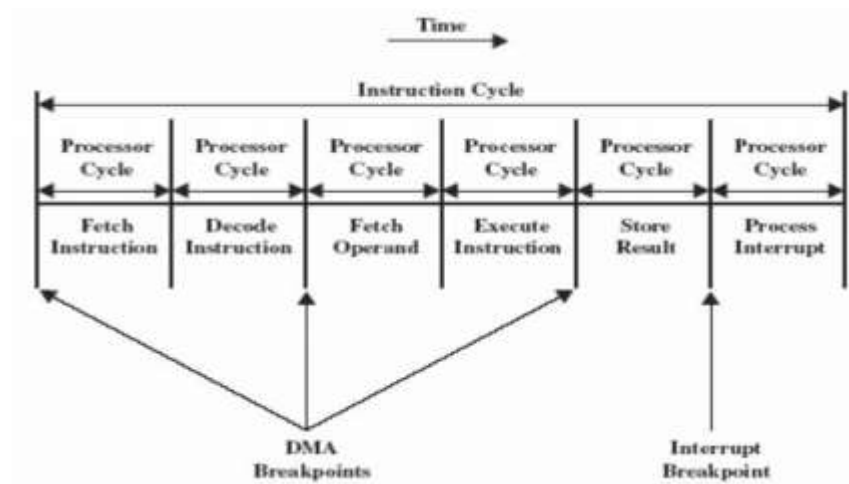 Time
Instruction Cycle
Processor Processor Processor Processor Processor Processor
Cycle Cycle Cycle Cycle Cycle Cycle
Fetch Decode Fetch Execute Store Process
Instruction Instruction Operand Instruction Result Interrupt
DMA Interrupt
Breakpoints Breakpoint